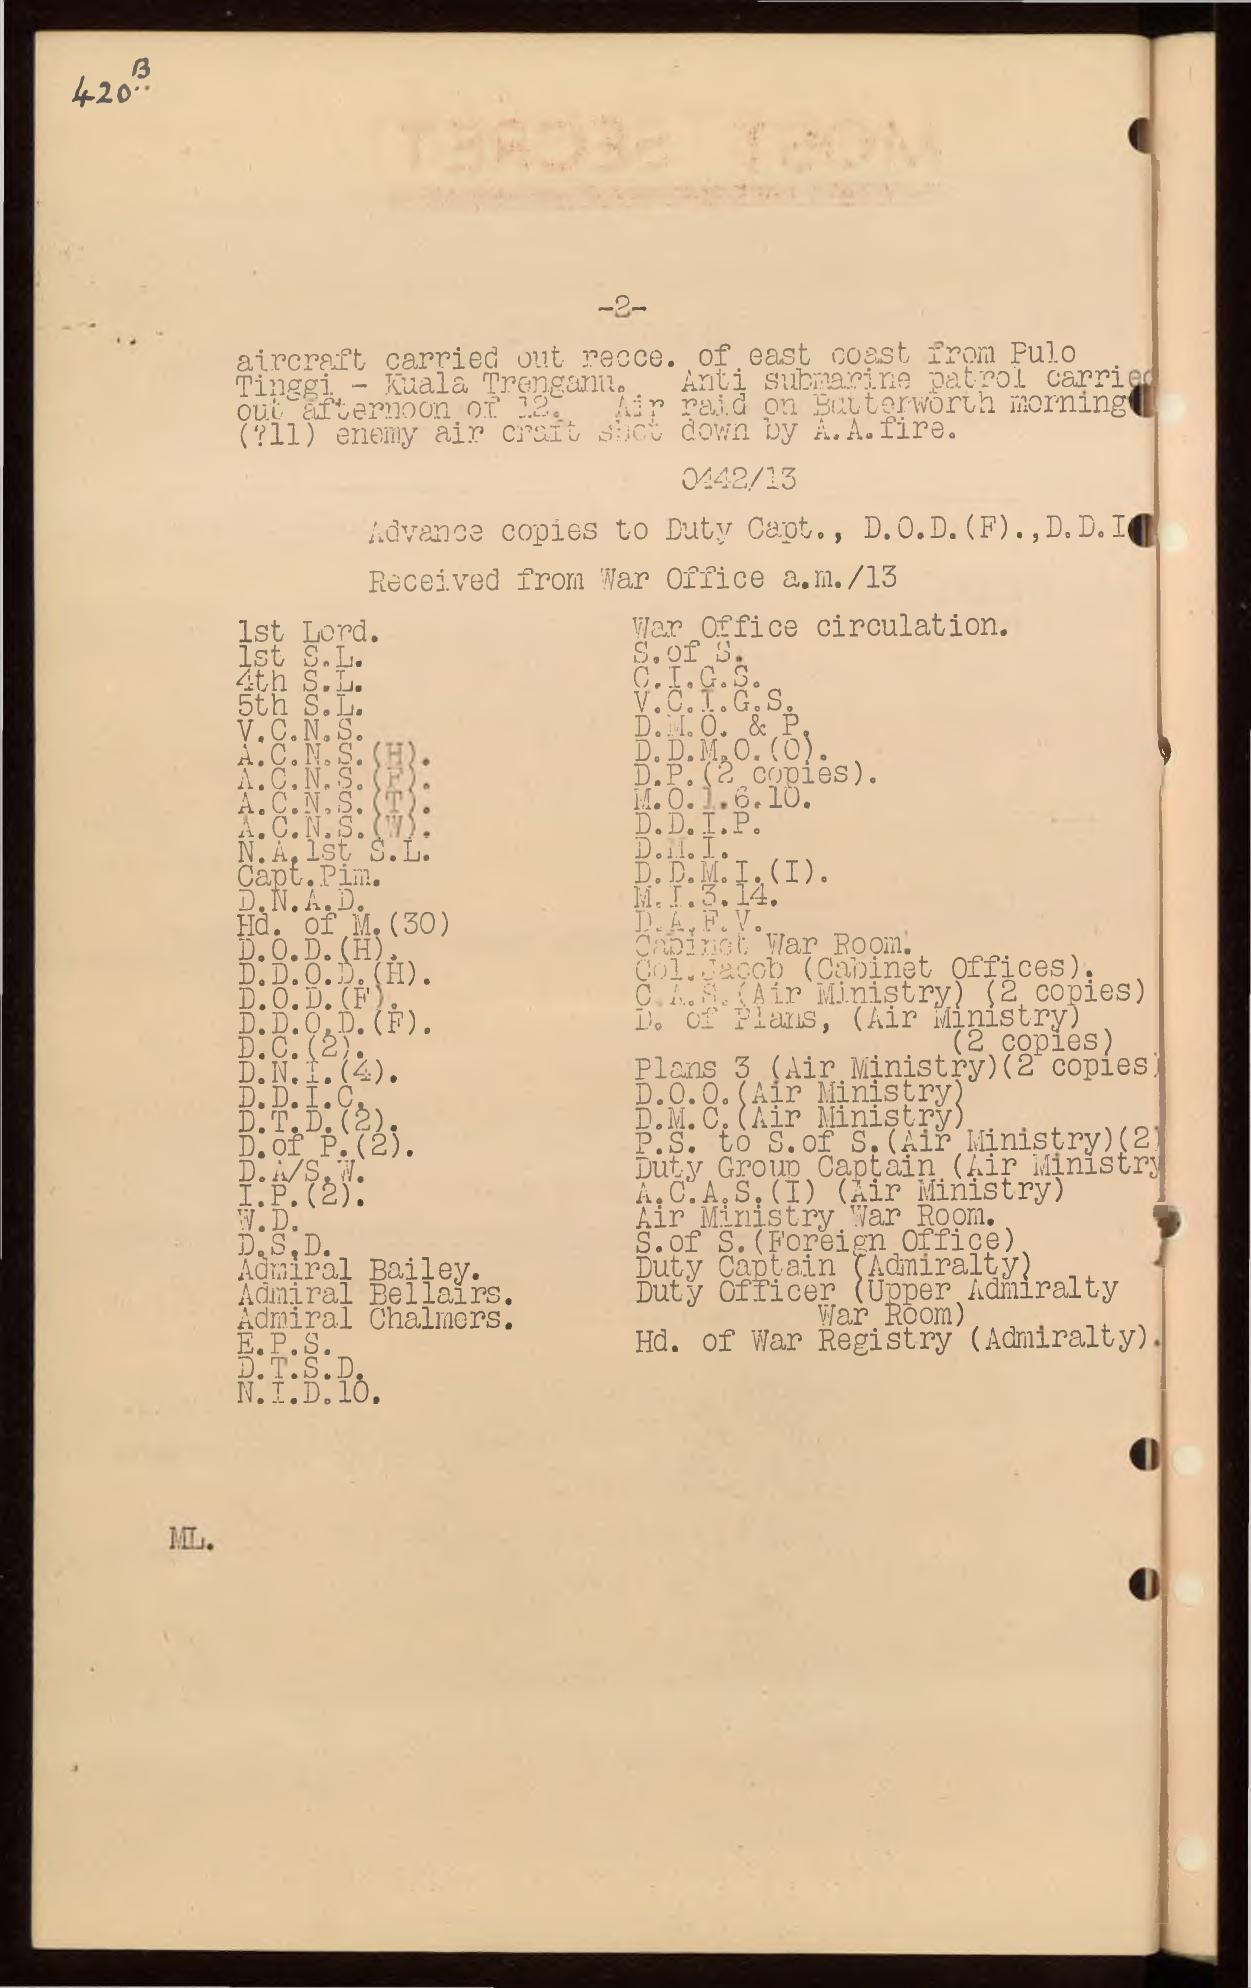 420B
-2-
aircraft carried out recce. of east coast from Pulo
Tinggi - Kuala Trenganu. Anti submarine patrol carried
out afternoon of 12. Air raid on Butterworth morning
(?11) enemy air craft shot down by A.A.fire.
0442/13
Advance copies to Duty Capt., D.O.D.(F).,D.D.I
Received from War Office a.m./13
1st Lord.
1st S.L.
4th S.L.
5th S.L.
V.C.N.S.
A.C.N.S.(H).
A.C.N.S.(F).
A.C.N.S.(T).
A.C.N.S.(W).
N.A.1st S.L.
Capt.Pim.
D.N.A.D.
Hd. of M.(30)
D.O.D.(H).
D.D.O.D.(H).
D.O.D.(F).
D.D.O.D.(F).
D.C.(2).
D.N.I.(4).
D.D.I.C.
D.T.D.(2).
D.of P.(2).
D.A/S.W.
I.P.(2).
W.D.
D.S.D.
Admiral Bailey.
Admiral Bellairs.
Admiral Chalmers.
E.P.S.
D.T.S.D.
N.I.D.10.
War Office circulation.
S.of S.
C.I.G.S.
V.C.I.G.S.
D.M.O. & P.
D.D.M.O.(O).
D.P.(2 copies).
M.O.1.6.10.
D.D.I.P.
D.M.I.
D.D.M.I.(I).
M.I.3.14.
D.A.F.V.
Cabinet War Room.
Col.Jacob (Cabinet Offices).
C.A.S.(Air Ministry) (2 copies)
D. of Plans, (Air Ministry)
(2 copies)
Plans 3 (Air Ministry)(2 copies)
D.O.O.(Air Ministry)
D.M.C.(Air Ministry)
P.S. to S.of S.(Air Ministry)(2)
Duty Group Captain (Air Ministry
A.C.A.S.(I) (Air Ministry)
Air Ministry War Room.
S.of S.(Foreign Office)
Duty Captain (Admiralty)
Duty Officer (Upper Admiralty
War Room)
Hd. of War Registry (Admiralty).
ML.